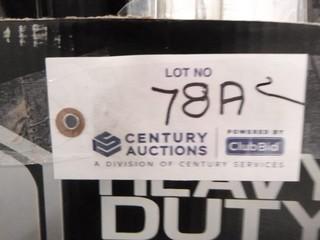 LOT NO
78A
CENTURY AUCTIONS
POWERED BY
ClubBid
A DIVISION OF CENTURY SERVICES
HEAVY
DUTY